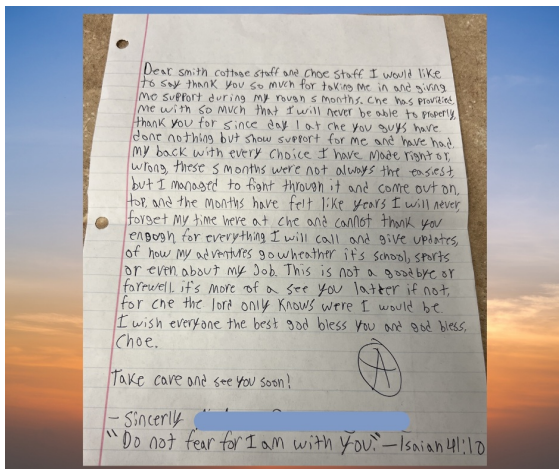 Dear smith cottage staff and Choe staff I would like
to say thank you so much for taking me in and giving
me support during my rough 5 months. Che has provided
me with so much that I will never be able to properly,
thank you for since day 1 at che you guys have
done nothing but show support for me and have had
my back with every choice I have made right or
wrong, these 5 months were not always the easiest
but I managed to fight through it and come out on
top and the months have felt like years I will never
forget my time here at che and cannot thank you
enough for everything I will call and give updates,
of how my adventures go wheather it's school, sports
or even about my Job. This is not a goodbye or
farewell it's more of a see you latter if not,
for che the lord only knows were I would be.
I wish everyone the best god bless you and god bless,
Choe.
A
Take care and see you soon!
- Sincerly
"Do not fear for I am with you." - Isaiah 41:10